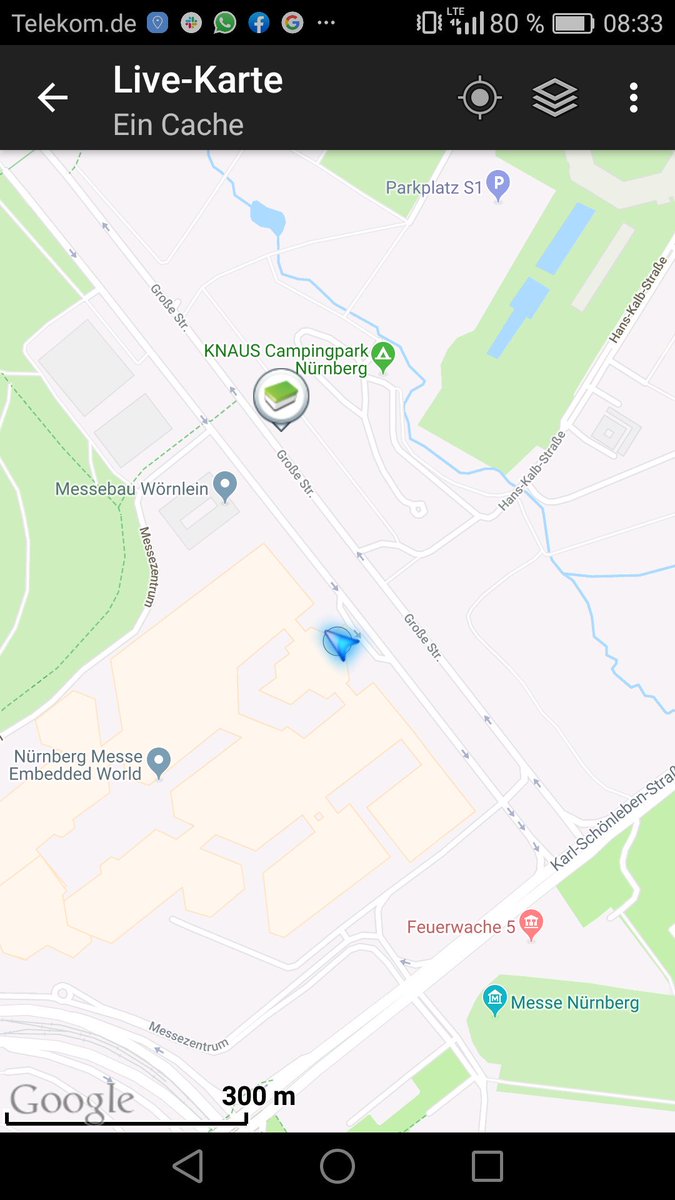 Telekom.de
LTE
80 %
08:33
Live-Karte
Ein Cache
Parkplatz S1
P
Hans-Kalb-Straße
Große Str.
KNAUS Campingpark
Nürnberg
Große Str.
Hans-Kalb-Straße
Messebau Wörnlein
Messezentrum
Große Str.
Nürnberg Messe
Embedded World
Karl-Schönleben-Straß
Feuerwache 5
Messe Nürnberg
Messezentrum
Google
300 m